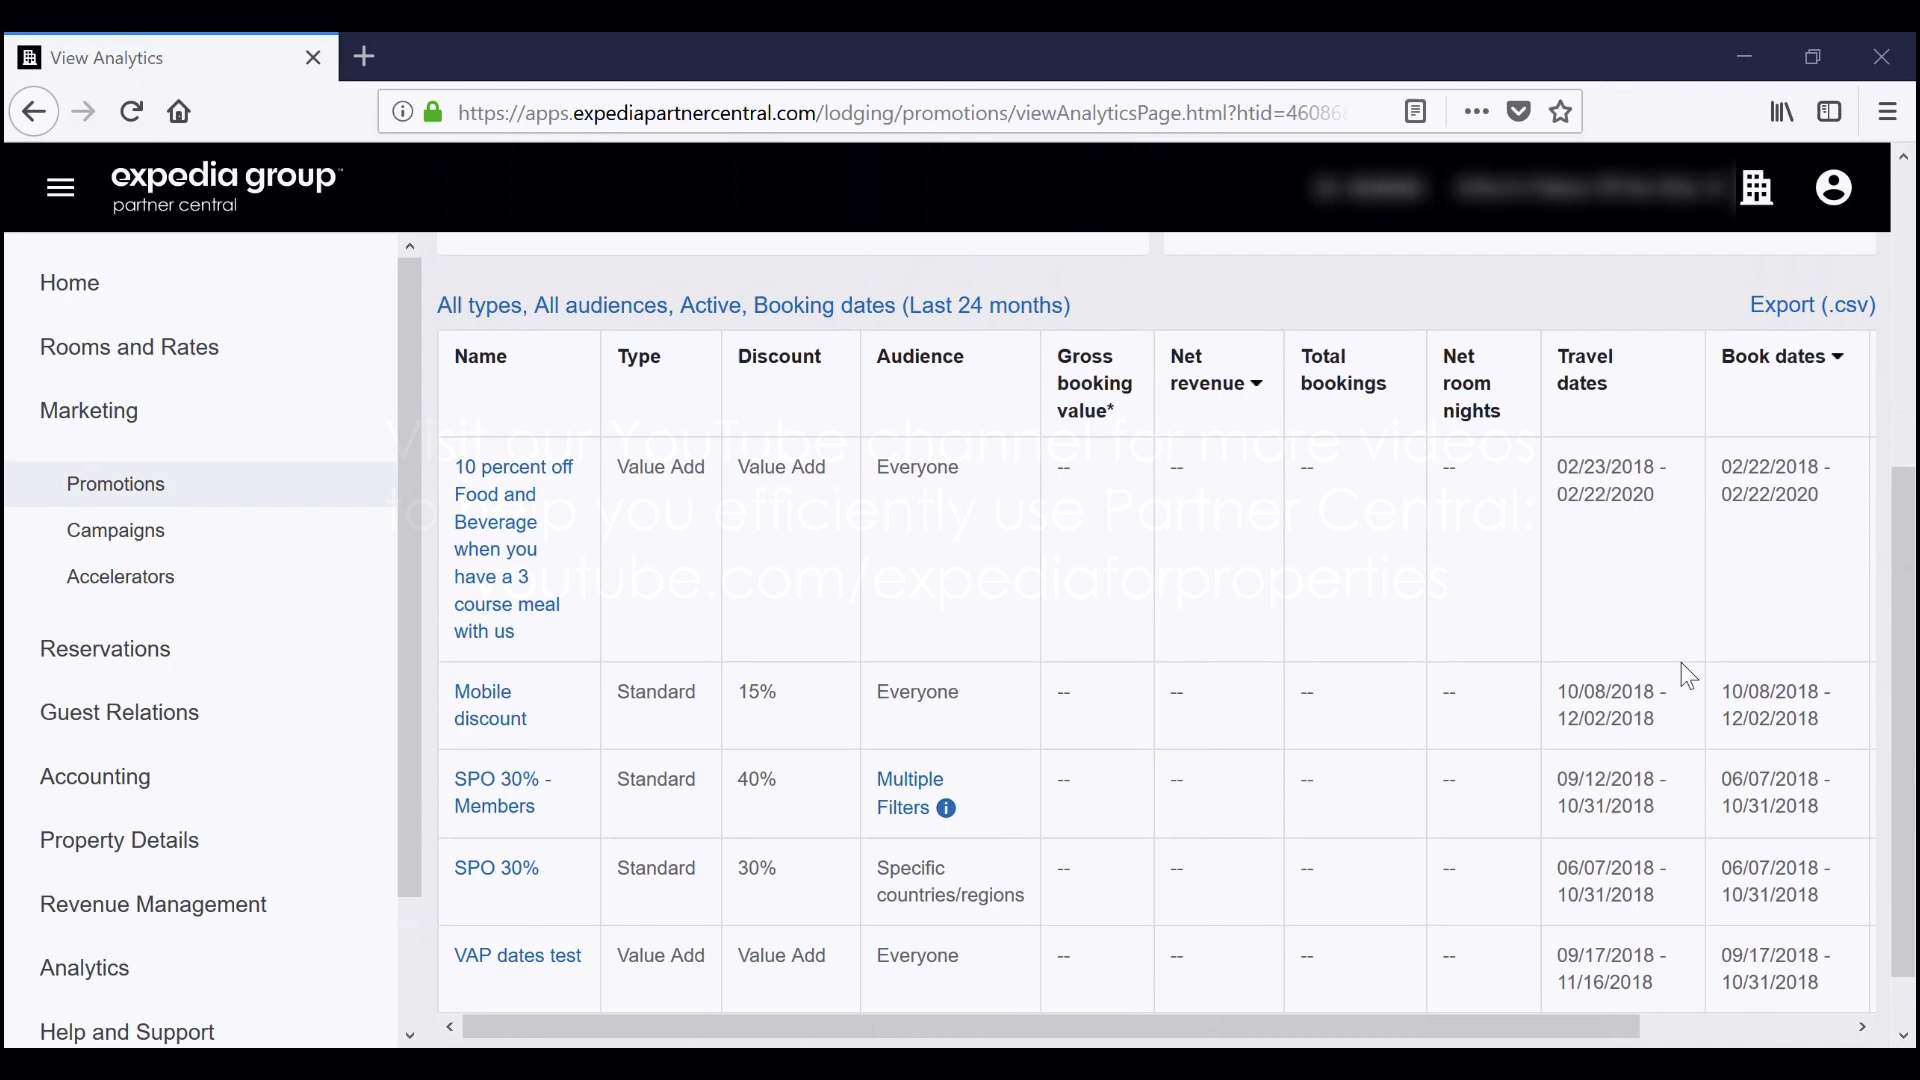 View Analytics
https://apps.expediapartnercentral.com/lodging/promotions/viewAnalyticsPage.html?htid=46086
expedia group
partner central
Home
Rooms and Rates
Marketing
Promotions
Campaigns
Accelerators
Reservations
Guest Relations
Accounting
Property Details
Revenue Management
Analytics
Help and Support
All types, All audiences, Active, Booking dates (Last 24 months)
Export (.csv)
Name
Type
Discount
Audience
Gross
booking
value*
Net
revenue
Total
bookings
Net
room
nights
Travel
dates
Book dates
10 percent off
Food and
Beverage
when you
have a 3
course meal
with us
Value Add
Value Add
Everyone
--
--
--
--
02/23/2018 -
02/22/2020
02/22/2018 -
02/22/2020
Mobile
discount
Standard
15%
Everyone
--
--
--
--
10/08/2018 -
12/02/2018
10/08/2018 -
12/02/2018
SPO 30% -
Members
Standard
40%
Multiple
Filters
--
--
--
--
09/12/2018 -
10/31/2018
06/07/2018 -
10/31/2018
SPO 30%
Standard
30%
Specific
countries/regions
--
--
--
--
06/07/2018 -
10/31/2018
06/07/2018 -
10/31/2018
VAP dates test
Value Add
Value Add
Everyone
--
--
--
--
09/17/2018 -
11/16/2018
09/17/2018 -
10/31/2018
Visit our YouTube channel for more videos
to help you efficiently use Partner Central:
youtube.com/expediaforproperties